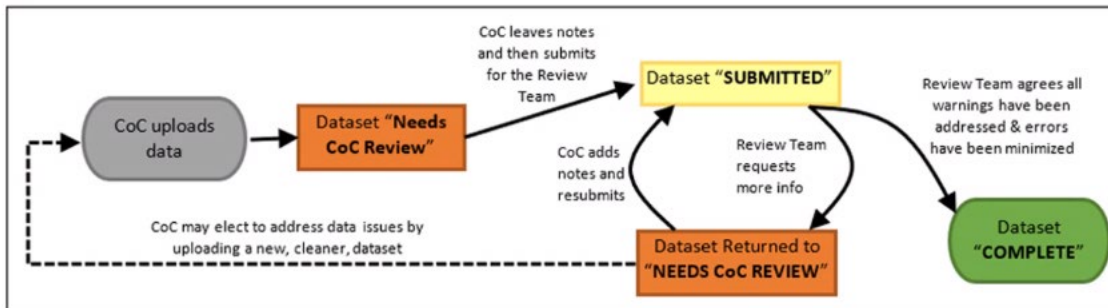 CoC uploads
data
Dataset “Needs
CoC Review”
CoC leaves notes
and then submits
for the Review
Team
Dataset “SUBMITTED”
Review Team agrees all
warnings have been
addressed & errors
have been minimized
CoC adds
notes and
resubmits
Review Team
requests
more info
CoC may elect to address data issues by
uploading a new, cleaner, dataset
Dataset Returned to
“NEEDS CoC REVIEW”
Dataset
“COMPLETE”